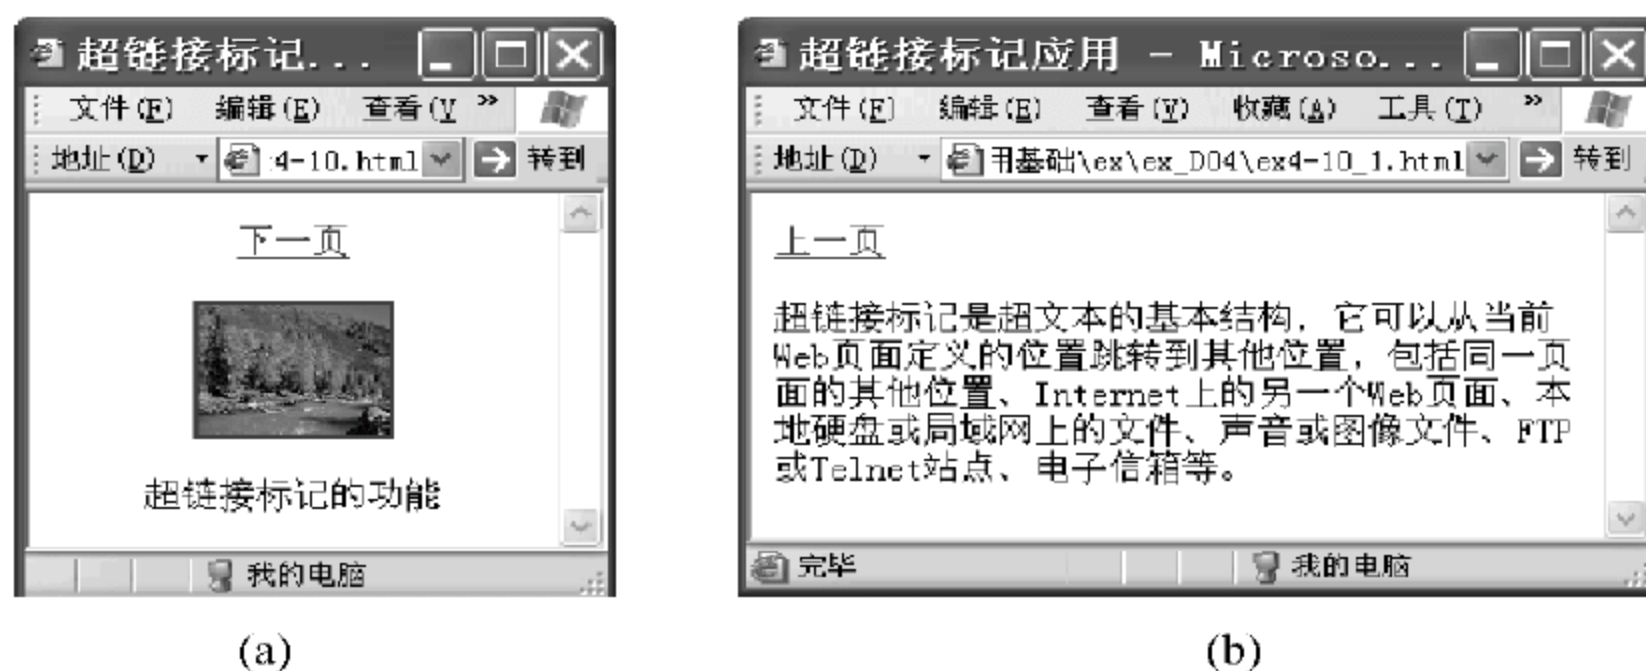 超链接标记...
文件(F) 编辑(E) 查看(V »
地址(D) 4-10.html 转到
下一页
超链接标记的功能
我的电脑
(a)
超链接标记应用 - Microso...
文件(F) 编辑(E) 查看(V) 收藏(A) 工具(T) »
地址(D) 用基础\ex\ex_D04\ex4-10_1.html 转到
上一页
超链接标记是超文本的基本结构，它可以从当前
Web页面定义的位置跳转到其他位置，包括同一页
面的其他位置、Internet上的另一个Web页面、本
地硬盘或局域网上的文件、声音或图像文件、FTP
或Telnet站点、电子信箱等。
完毕 我的电脑
(b)